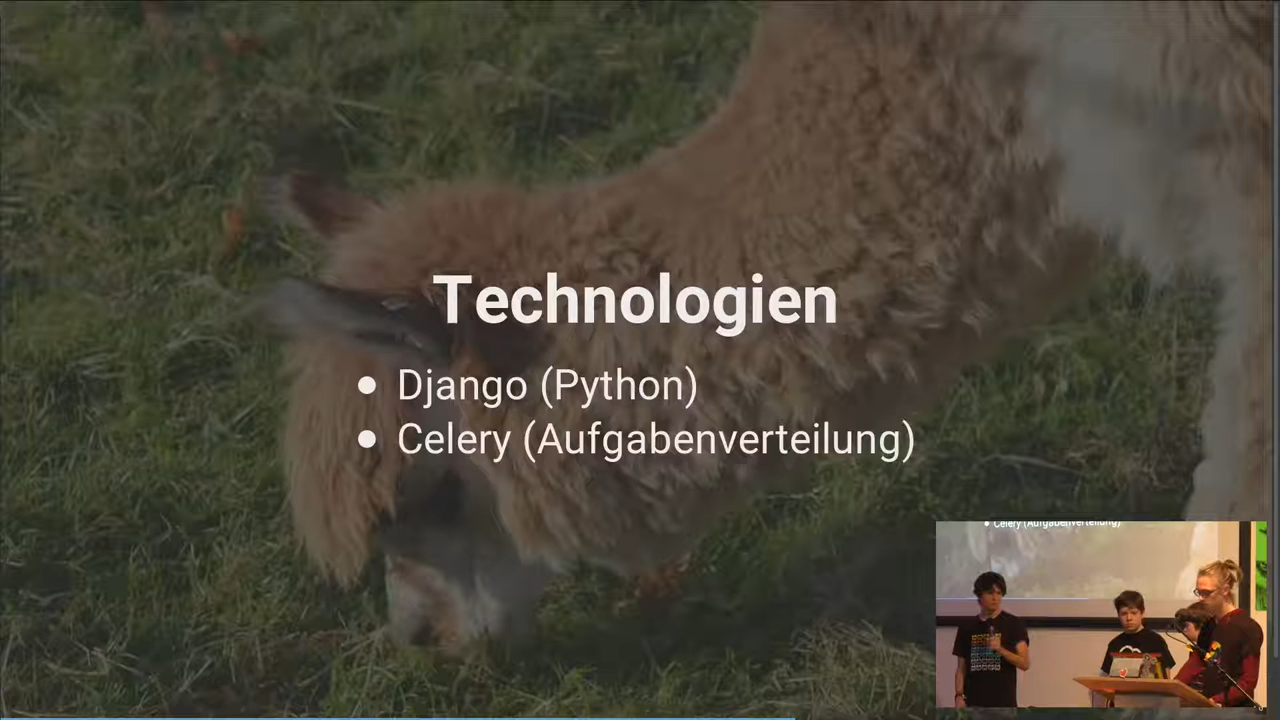 Technologien
● Django (Python)
● Celery (Aufgabenverteilung)
● Celery (Aufgabenverteilung)